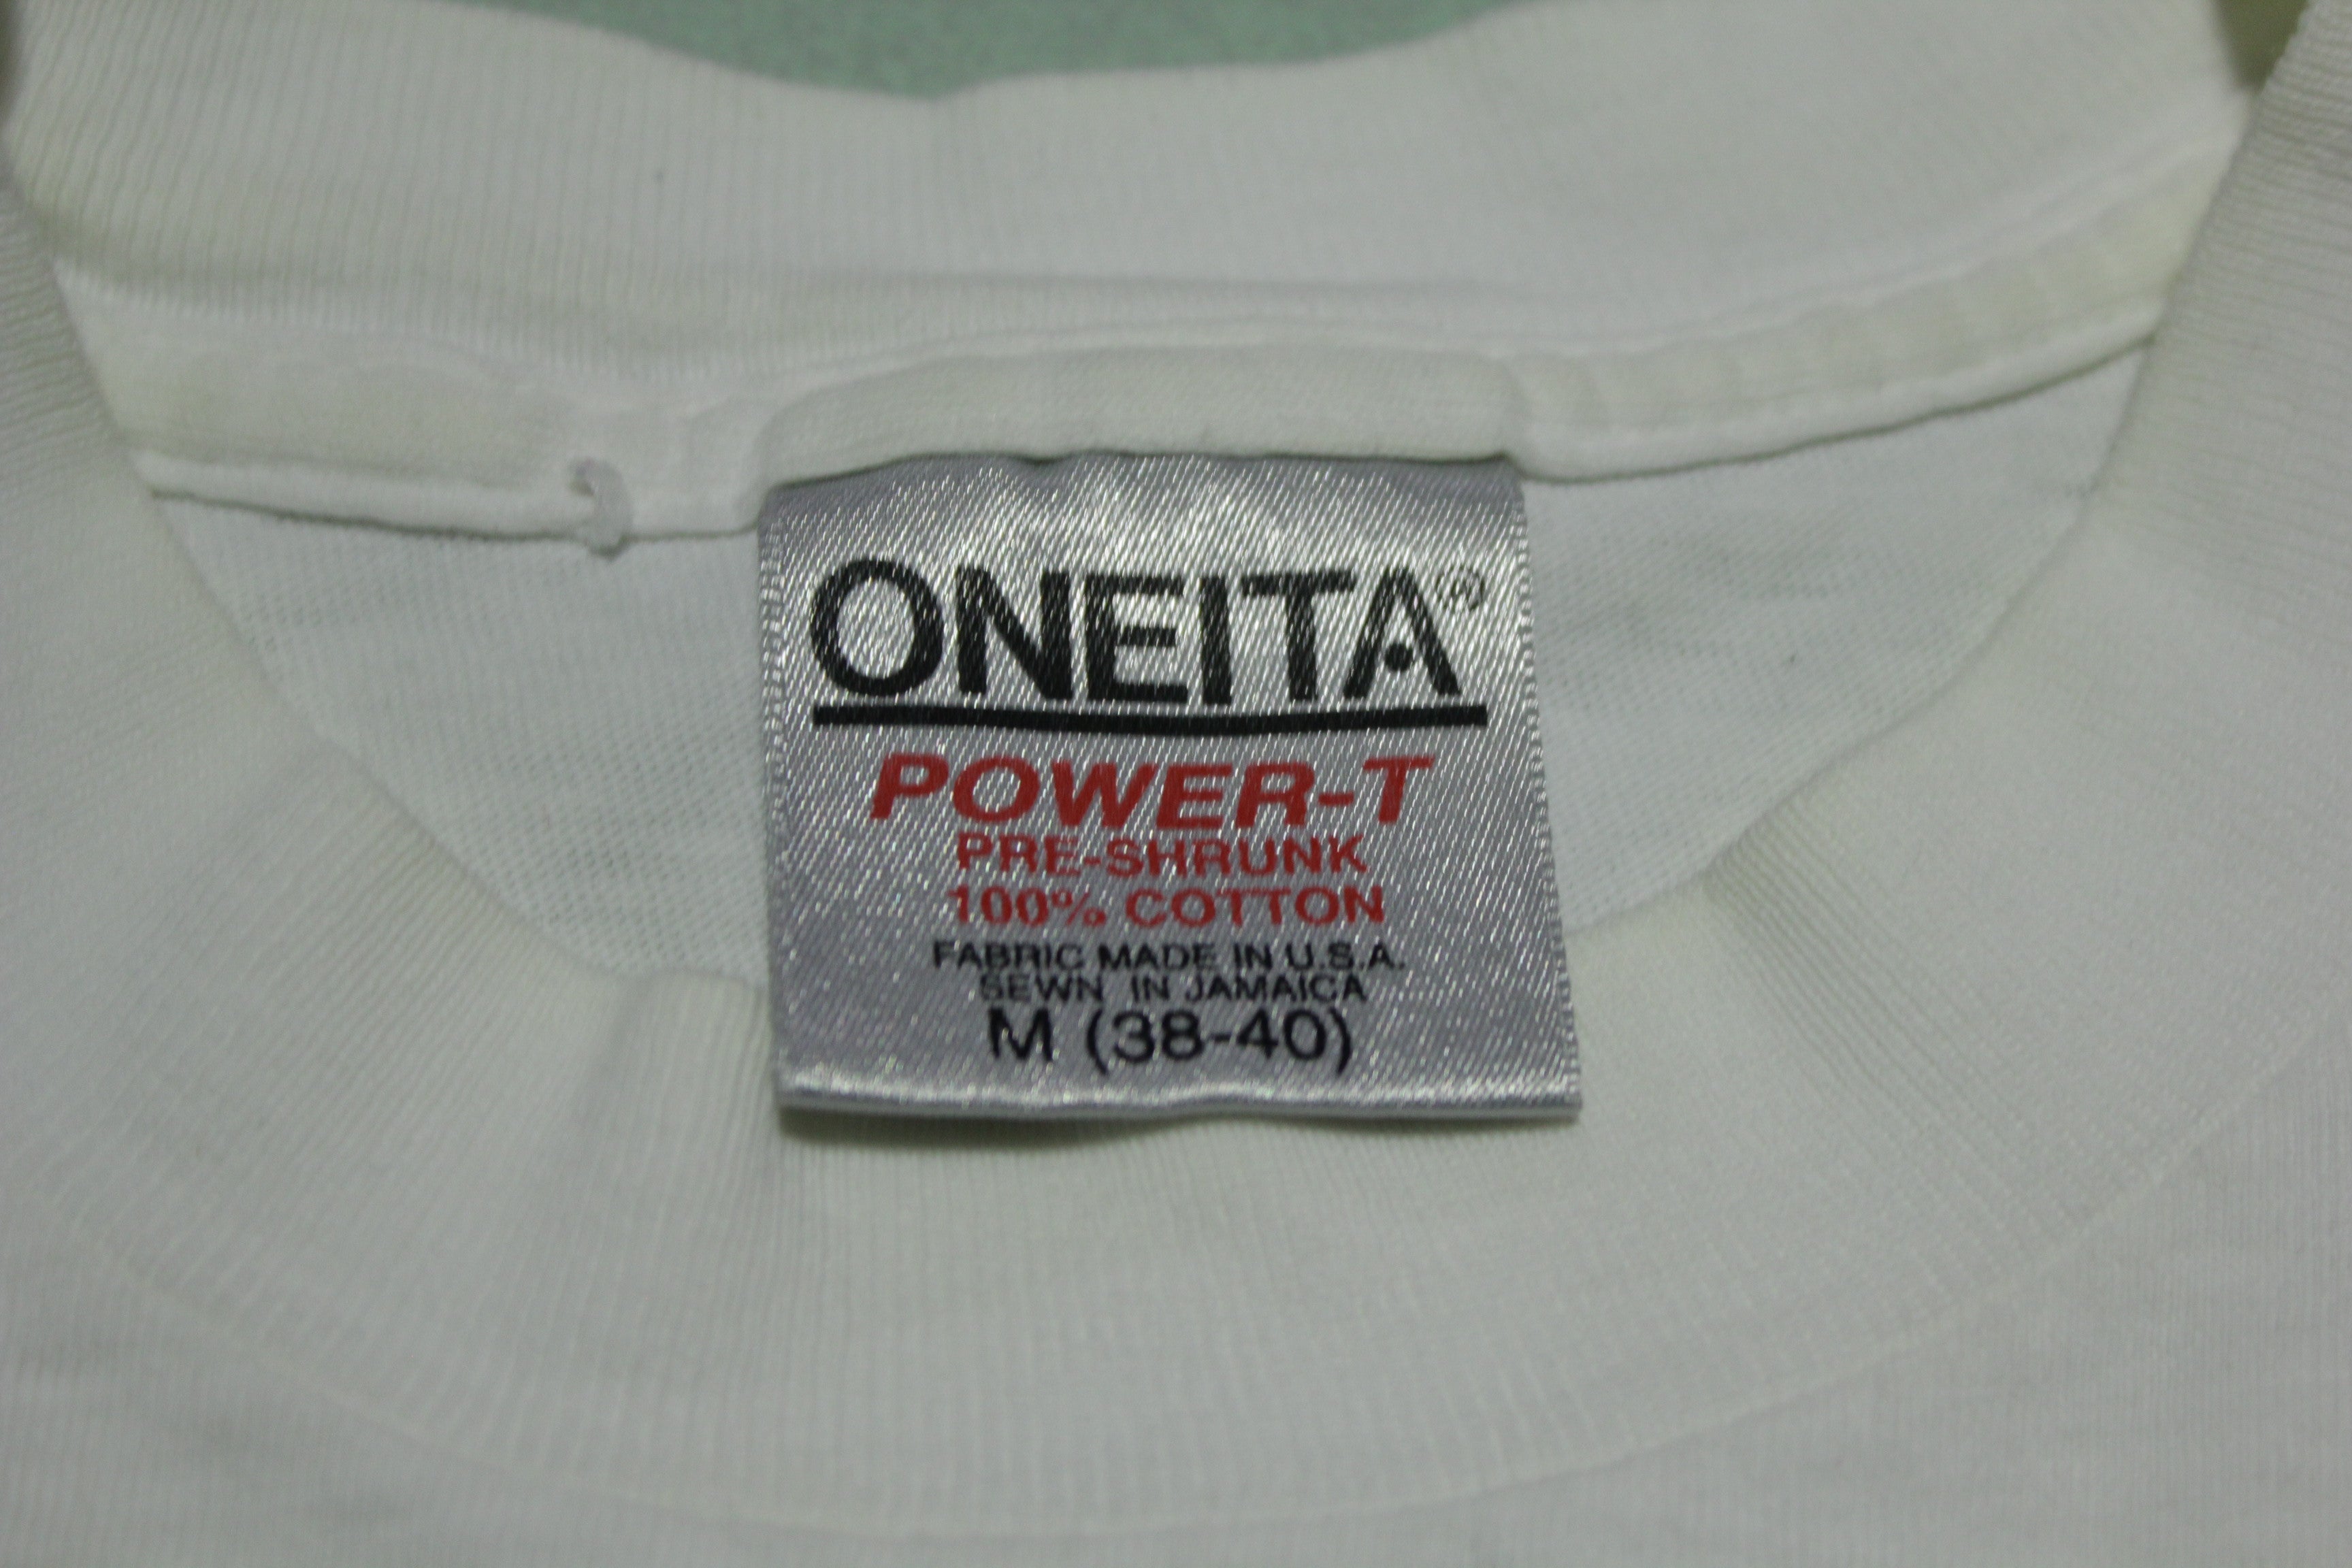 ONEITA®
POWER-T
PRE-SHRUNK
100% COTTON
FABRIC MADE IN U.S.A.
SEWN IN JAMAICA
M (38-40)